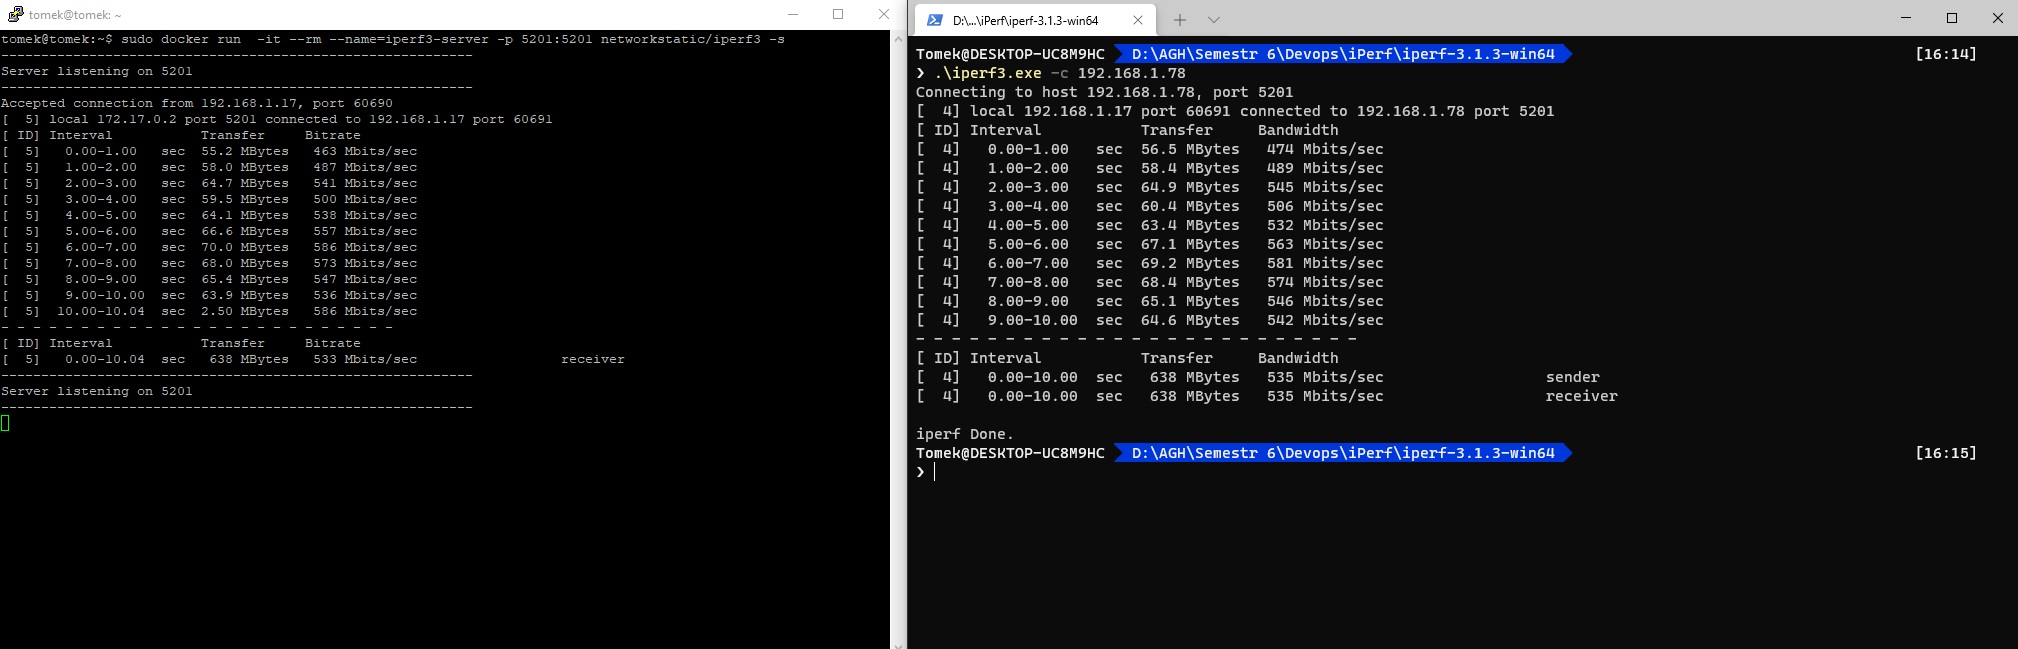 tomek@tomek: ~
tomek@tomek:~$ sudo docker run  -it --rm --name=iperf3-server -p 5201:5201 networkstatic/iperf3 -s
-----------------------------------------------------------
Server listening on 5201
-----------------------------------------------------------
Accepted connection from 192.168.1.17, port 60690
[  5] local 172.17.0.2 port 5201 connected to 192.168.1.17 port 60691
[ ID] Interval           Transfer     Bitrate
[  5]   0.00-1.00   sec  55.2 MBytes   463 Mbits/sec
[  5]   1.00-2.00   sec  58.0 MBytes   487 Mbits/sec
[  5]   2.00-3.00   sec  64.7 MBytes   541 Mbits/sec
[  5]   3.00-4.00   sec  59.5 MBytes   500 Mbits/sec
[  5]   4.00-5.00   sec  64.1 MBytes   538 Mbits/sec
[  5]   5.00-6.00   sec  66.6 MBytes   557 Mbits/sec
[  5]   6.00-7.00   sec  70.0 MBytes   586 Mbits/sec
[  5]   7.00-8.00   sec  68.0 MBytes   573 Mbits/sec
[  5]   8.00-9.00   sec  65.4 MBytes   547 Mbits/sec
[  5]   9.00-10.00  sec  63.9 MBytes   536 Mbits/sec
[  5]  10.00-10.04  sec  2.50 MBytes   586 Mbits/sec
- - - - - - - - - - - - - - - - - - - - - - - - -
[ ID] Interval           Transfer     Bitrate
[  5]   0.00-10.04  sec   638 MBytes   533 Mbits/sec                  receiver
-----------------------------------------------------------
Server listening on 5201
-----------------------------------------------------------
D:\...\iPerf\iperf-3.1.3-win64
Tomek@DESKTOP-UC8M9HC D:\AGH\Semestr 6\Devops\iPerf\iperf-3.1.3-win64 [16:14]
❯ .\iperf3.exe -c 192.168.1.78
Connecting to host 192.168.1.78, port 5201
[  4] local 192.168.1.17 port 60691 connected to 192.168.1.78 port 5201
[ ID] Interval           Transfer     Bandwidth
[  4]   0.00-1.00   sec  56.5 MBytes   474 Mbits/sec
[  4]   1.00-2.00   sec  58.4 MBytes   489 Mbits/sec
[  4]   2.00-3.00   sec  64.9 MBytes   545 Mbits/sec
[  4]   3.00-4.00   sec  60.4 MBytes   506 Mbits/sec
[  4]   4.00-5.00   sec  63.4 MBytes   532 Mbits/sec
[  4]   5.00-6.00   sec  67.1 MBytes   563 Mbits/sec
[  4]   6.00-7.00   sec  69.2 MBytes   581 Mbits/sec
[  4]   7.00-8.00   sec  68.4 MBytes   574 Mbits/sec
[  4]   8.00-9.00   sec  65.1 MBytes   546 Mbits/sec
[  4]   9.00-10.00  sec  64.6 MBytes   542 Mbits/sec
- - - - - - - - - - - - - - - - - - - - - - - - -
[ ID] Interval           Transfer     Bandwidth
[  4]   0.00-10.00  sec   638 MBytes   535 Mbits/sec                  sender
[  4]   0.00-10.00  sec   638 MBytes   535 Mbits/sec                  receiver
iperf Done.
Tomek@DESKTOP-UC8M9HC D:\AGH\Semestr 6\Devops\iPerf\iperf-3.1.3-win64 [16:15]
❯